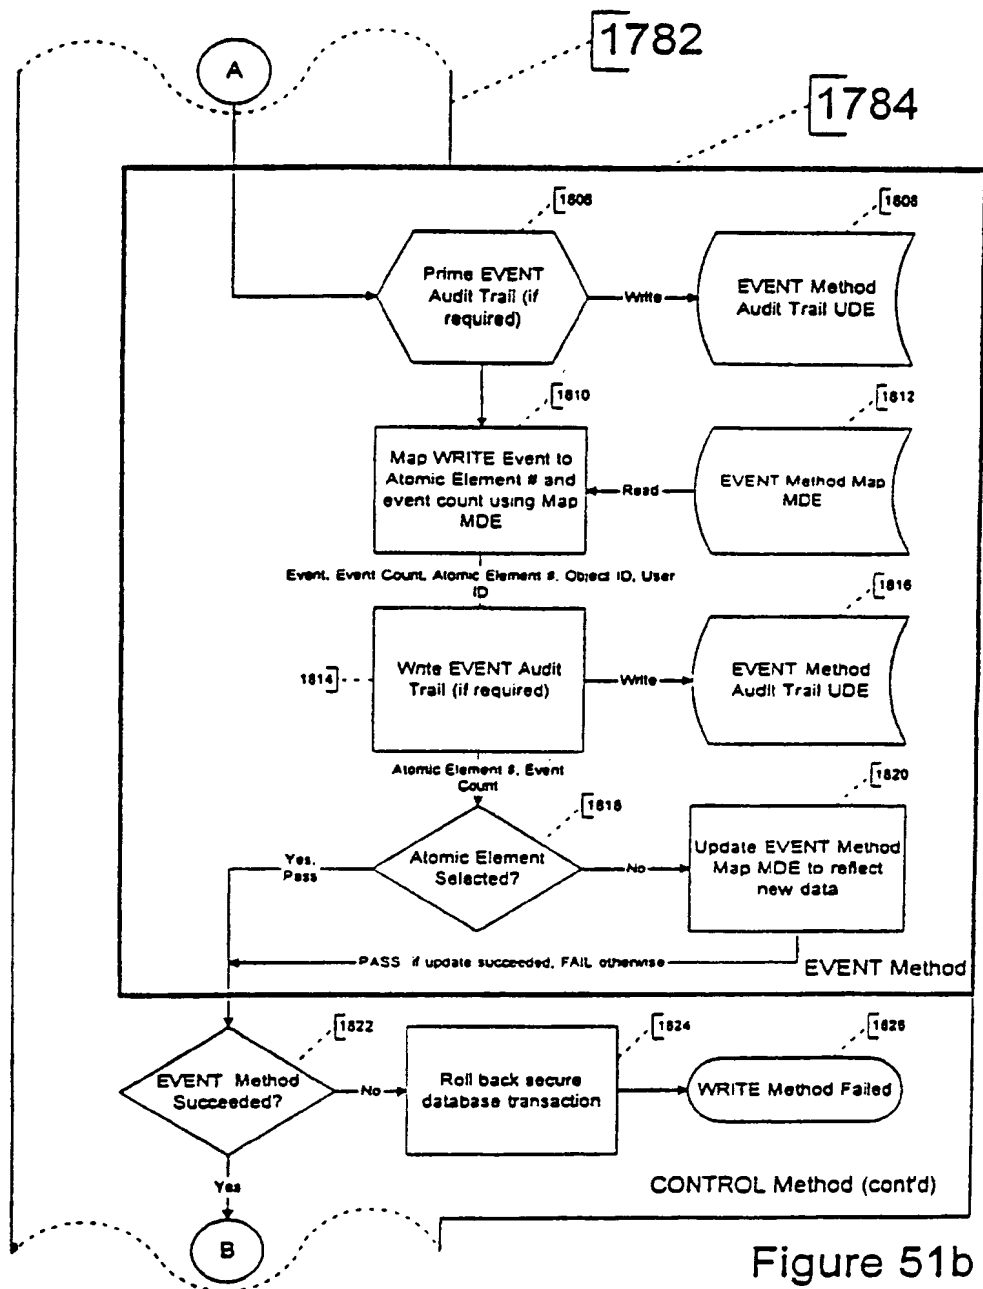 1782
A
1784
1806
1808
Prime EVENT
Audit Trail (if
required)
Write
EVENT Method
Audit Trail UDE
1810
1812
Map WRITE Event to
Atomic Element # and
event count using Map
MDE
Read
EVENT Method Map
MDE
Event, Event Count, Atomic Element #, Object ID, User
ID
1816
1814
Write EVENT Audit
Trail (if required)
Write
EVENT Method
Audit Trail UDE
Atomic Element #, Event
Count
1818
1820
Yes,
Pass
Atomic Element
Selected?
No
Update EVENT Method
Map MDE to reflect
new data
PASS if update succeeded, FAIL otherwise
EVENT Method
1822
1824
1826
EVENT Method
Succeeded?
No
Roll back secure
database transaction
WRITE Method Failed
Yes
CONTROL Method (cont'd)
B
Figure 51b